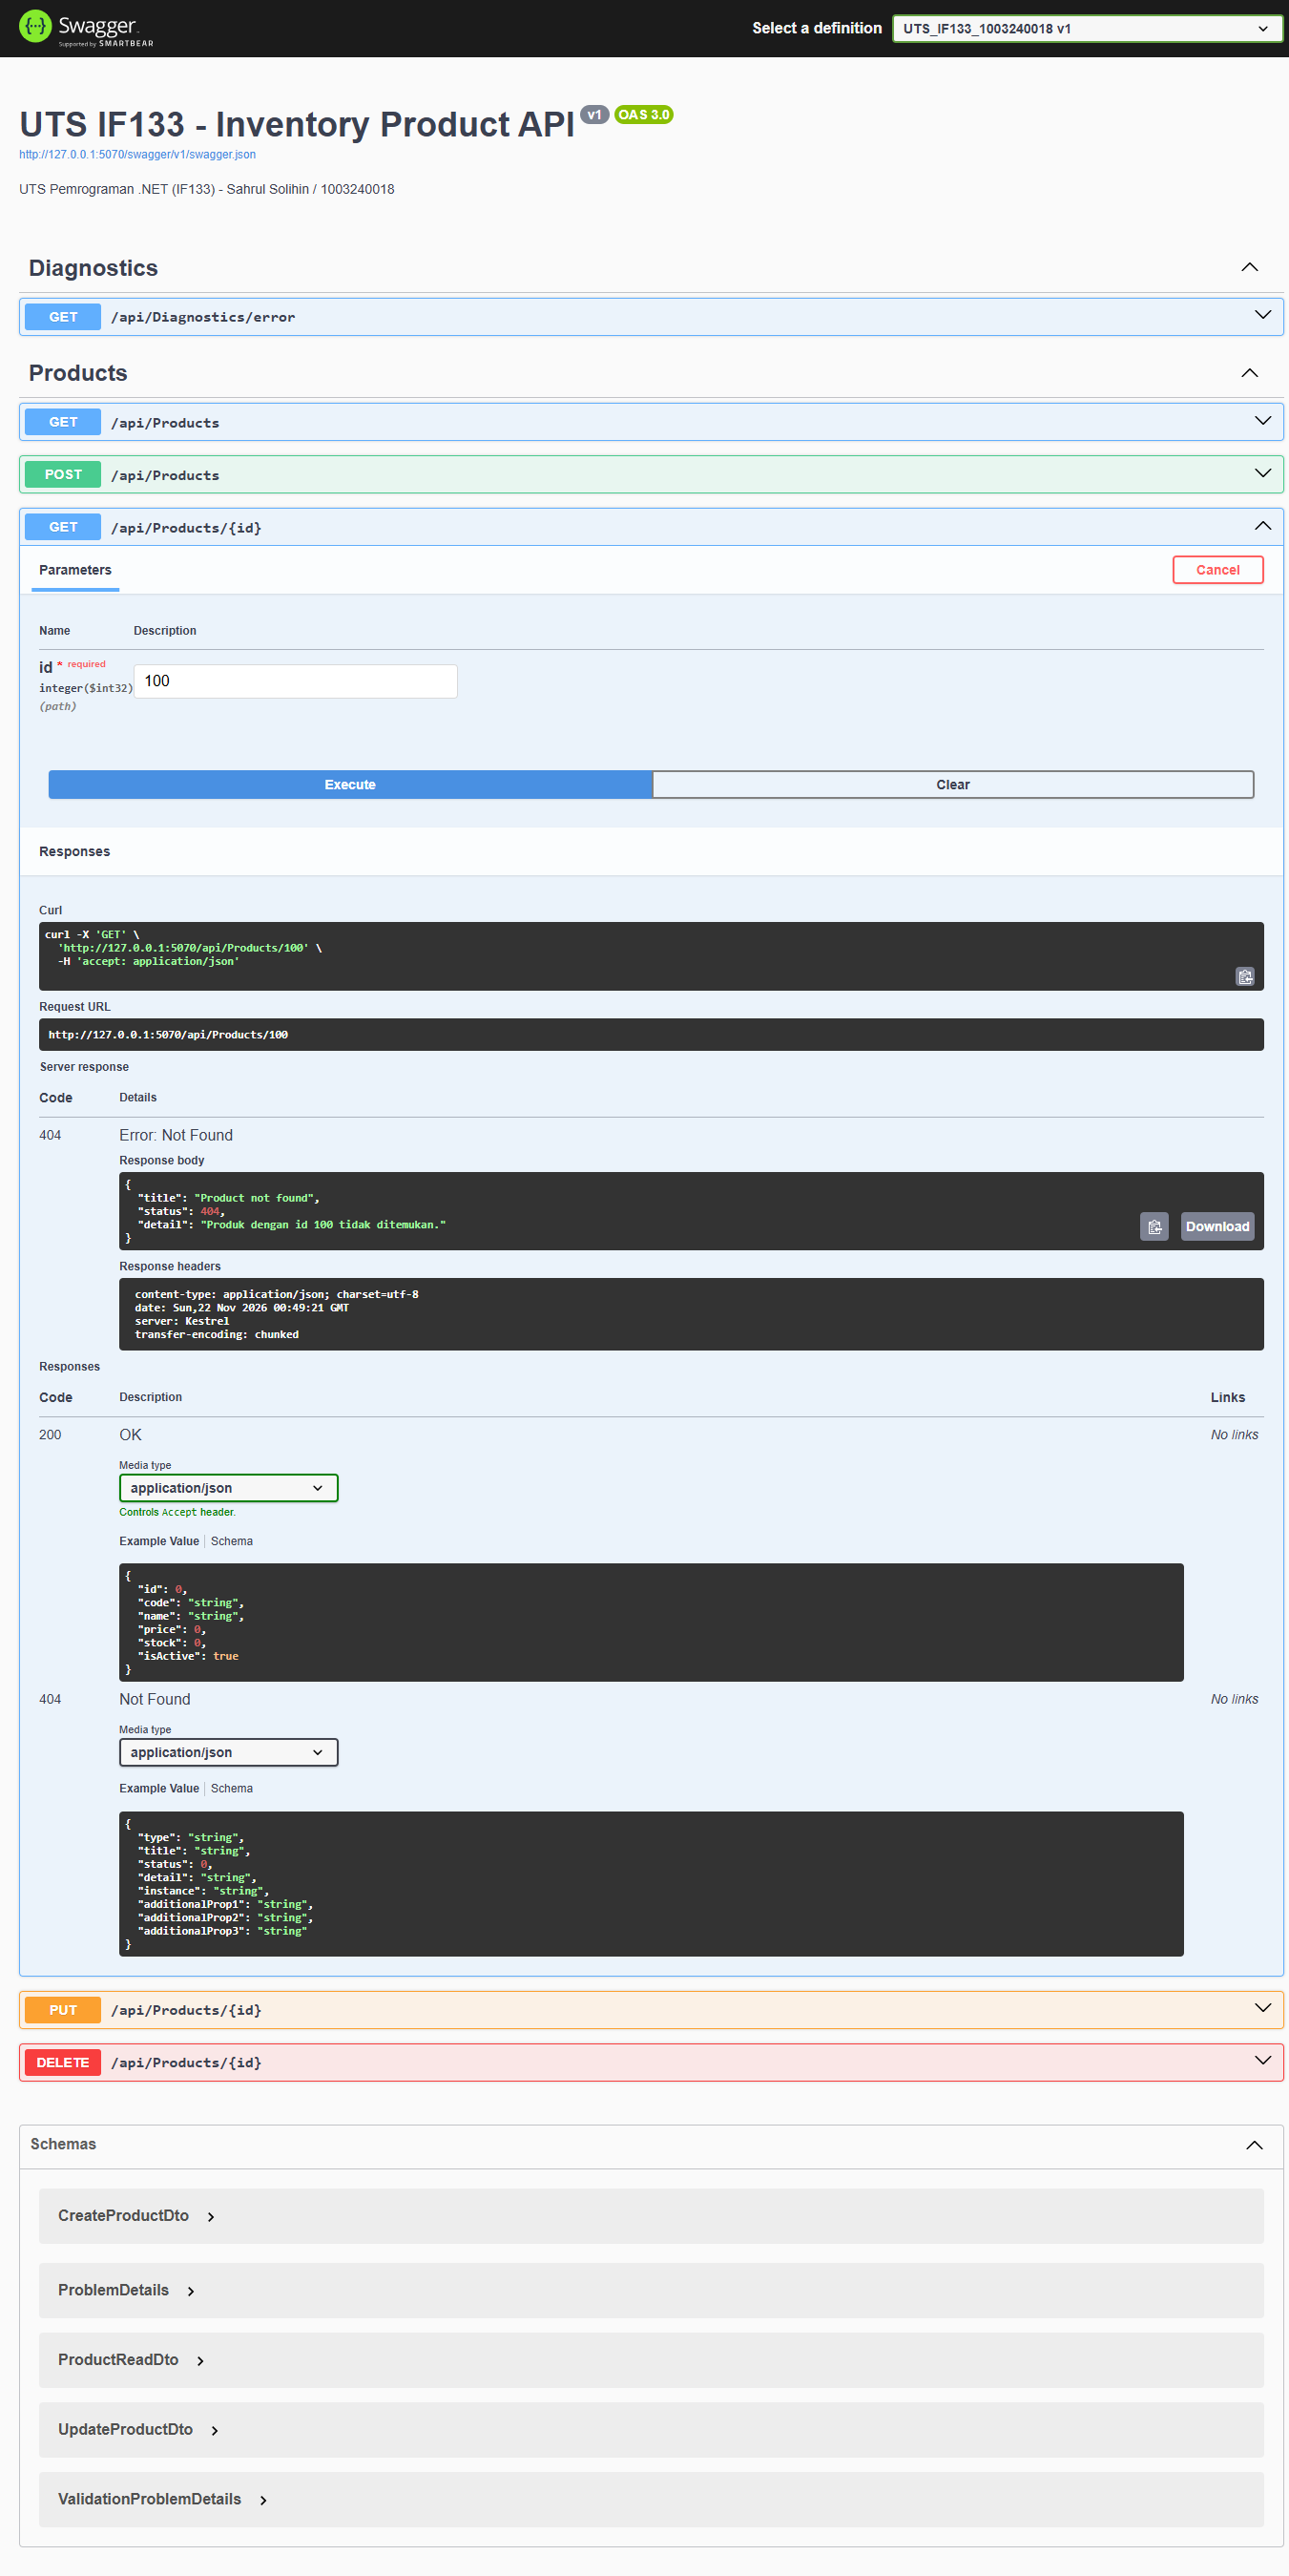 Swagger.
Supported by SMARTBEAR
Select a definition
UTS_IF133_1003240018 v1
UTS IF133 - Inventory Product API v1 OAS 3.0
http://127.0.0.1:5070/swagger/v1/swagger.json
UTS Pemrograman .NET (IF133) - Sahrul Solihin / 1003240018
Diagnostics
GET /api/Diagnostics/error
Products
GET /api/Products
POST /api/Products
GET /api/Products/{id}
Parameters
Cancel
Name Description
id * required
integer($int32)
(path)
100
Execute
Clear
Responses
Curl
curl -X 'GET' \
'http://127.0.0.1:5070/api/Products/100' \
-H 'accept: application/json'
Request URL
http://127.0.0.1:5070/api/Products/100
Server response
Code Details
404 Error: Not Found
Response body
{
"title": "Product not found",
"status": 404,
"detail": "Produk dengan id 100 tidak ditemukan."
}
Download
Response headers
content-type: application/json; charset=utf-8
date: Sun,22 Nov 2026 00:49:21 GMT
server: Kestrel
transfer-encoding: chunked
Responses
Code Description Links
200 OK No links
Media type
application/json
Controls Accept header.
Example Value Schema
{
"id": 0,
"code": "string",
"name": "string",
"price": 0,
"stock": 0,
"isActive": true
}
404 Not Found No links
Media type
application/json
Example Value Schema
{
"type": "string",
"title": "string",
"status": 0,
"detail": "string",
"instance": "string",
"additionalProp1": "string",
"additionalProp2": "string",
"additionalProp3": "string"
}
PUT /api/Products/{id}
DELETE /api/Products/{id}
Schemas
CreateProductDto
ProblemDetails
ProductReadDto
UpdateProductDto
ValidationProblemDetails